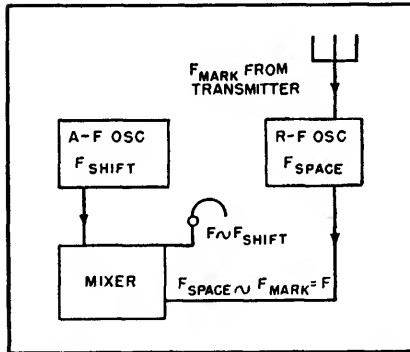 F MARK FROM
TRANSMITTER
A-F OSC
F SHIFT
R-F OSC
F SPACE
F∼F SHIFT
MIXER
F SPACE ∼ F MARK = F